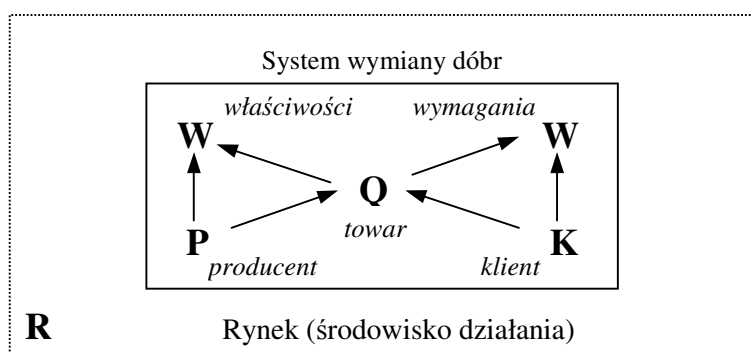 System wymiany dóbr
właściwości wymagania
W W
Q
towar
P K
producent klient
R Rynek (środowisko działania)